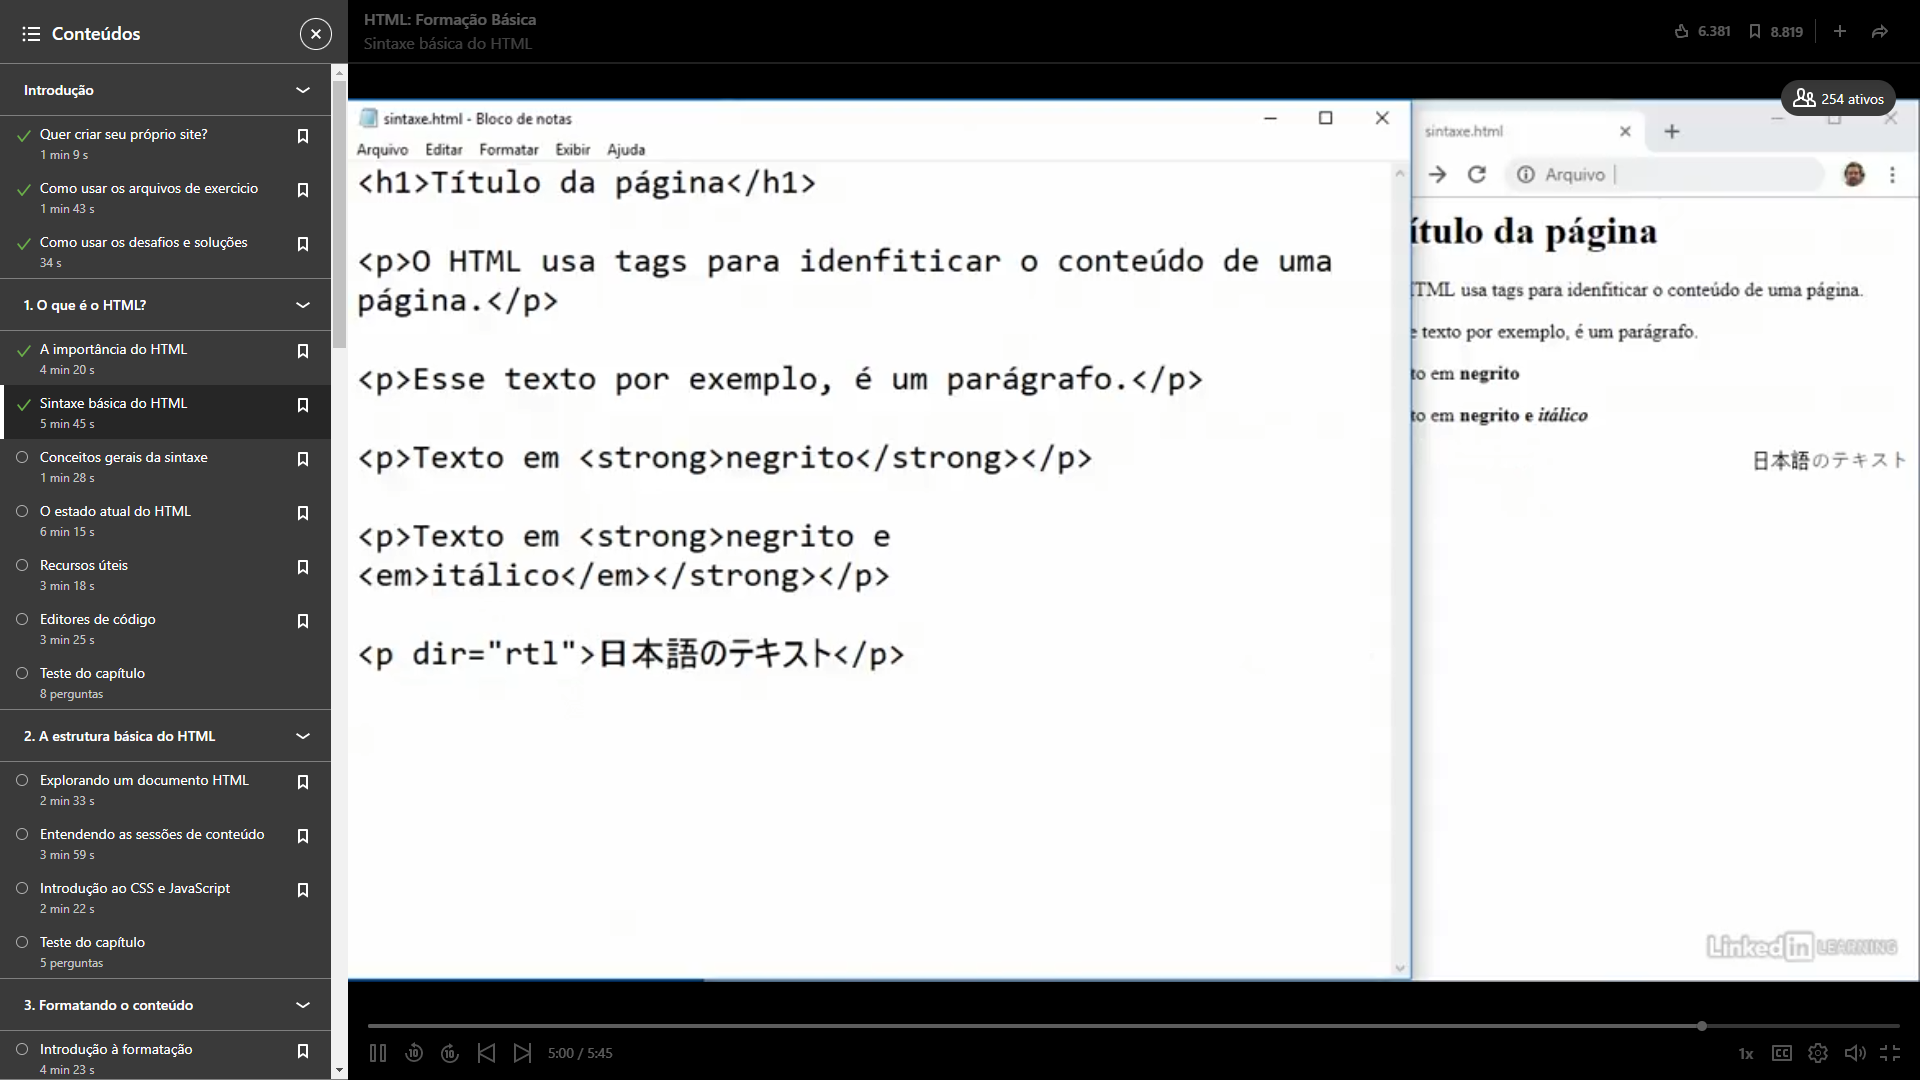 Conteúdos
Introdução
Quer criar seu próprio site?
1 min 9 s
Como usar os arquivos de exercicio
1 min 43 s
Como usar os desafios e soluções
34 s
1. O que é o HTML?
A importância do HTML
4 min 20 s
Sintaxe básica do HTML
5 min 45 s
Conceitos gerais da sintaxe
1 min 28 s
O estado atual do HTML
6 min 15 s
Recursos úteis
3 min 18 s
Editores de código
3 min 25 s
Teste do capítulo
8 perguntas
2. A estrutura básica do HTML
Explorando um documento HTML
2 min 33 s
Entendendo as sessões de conteúdo
3 min 59 s
Introdução ao CSS e JavaScript
2 min 22 s
Teste do capítulo
5 perguntas
3. Formatando o conteúdo
Introdução à formatação
4 min 23 s
HTML: Formação Básica
Sintaxe básica do HTML
6.381
8.819
254 ativos
sintaxe.html - Bloco de notas
Arquivo Editar Formatar Exibir Ajuda
<h1>Título da página</h1>
<p>O HTML usa tags para idenfiticar o conteúdo de uma
página.</p>
<p>Esse texto por exemplo, é um parágrafo.</p>
<p>Texto em <strong>negrito</strong></p>
<p>Texto em <strong>negrito e
<em>itálico</em></strong></p>
<p dir="rtl">日本語のテキスト</p>
sintaxe.html
Arquivo
ítulo da página
HTML usa tags para idenfiticar o conteúdo de uma página.
e texto por exemplo, é um parágrafo.
to em negrito
to em negrito e itálico
日本語のテキスト
Linked in LEARNING
10
10
5:00 / 5:45
1x
CC